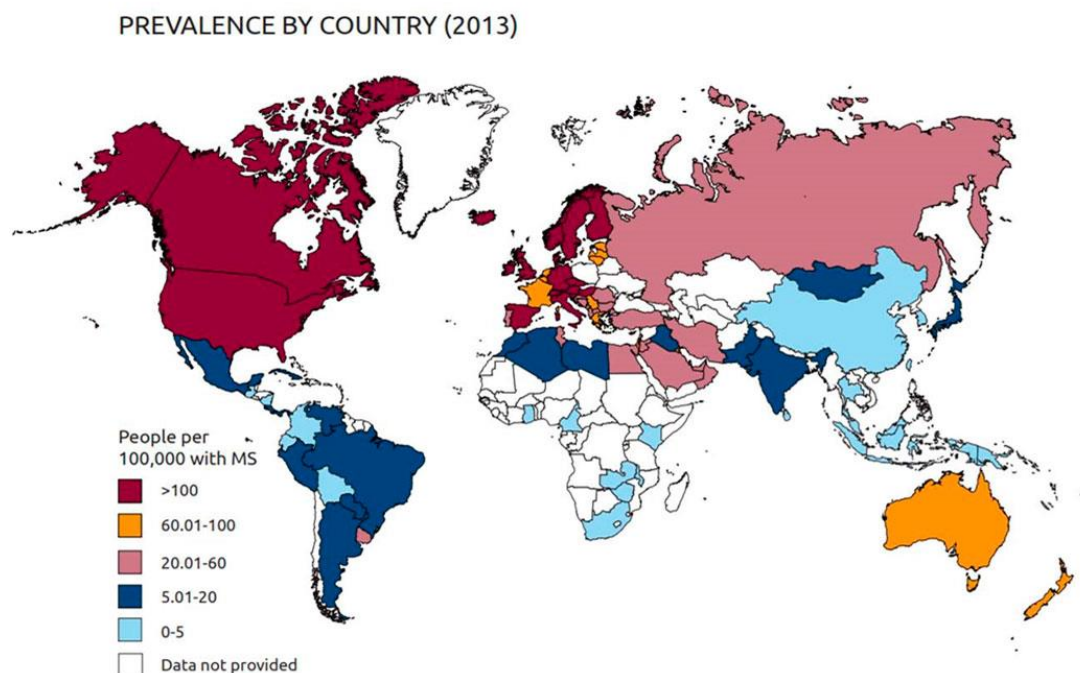 PREVALENCE BY COUNTRY (2013)
People per
100,000 with MS
>100
60.01-100
20.01-60
5.01-20
0-5
Data not provided